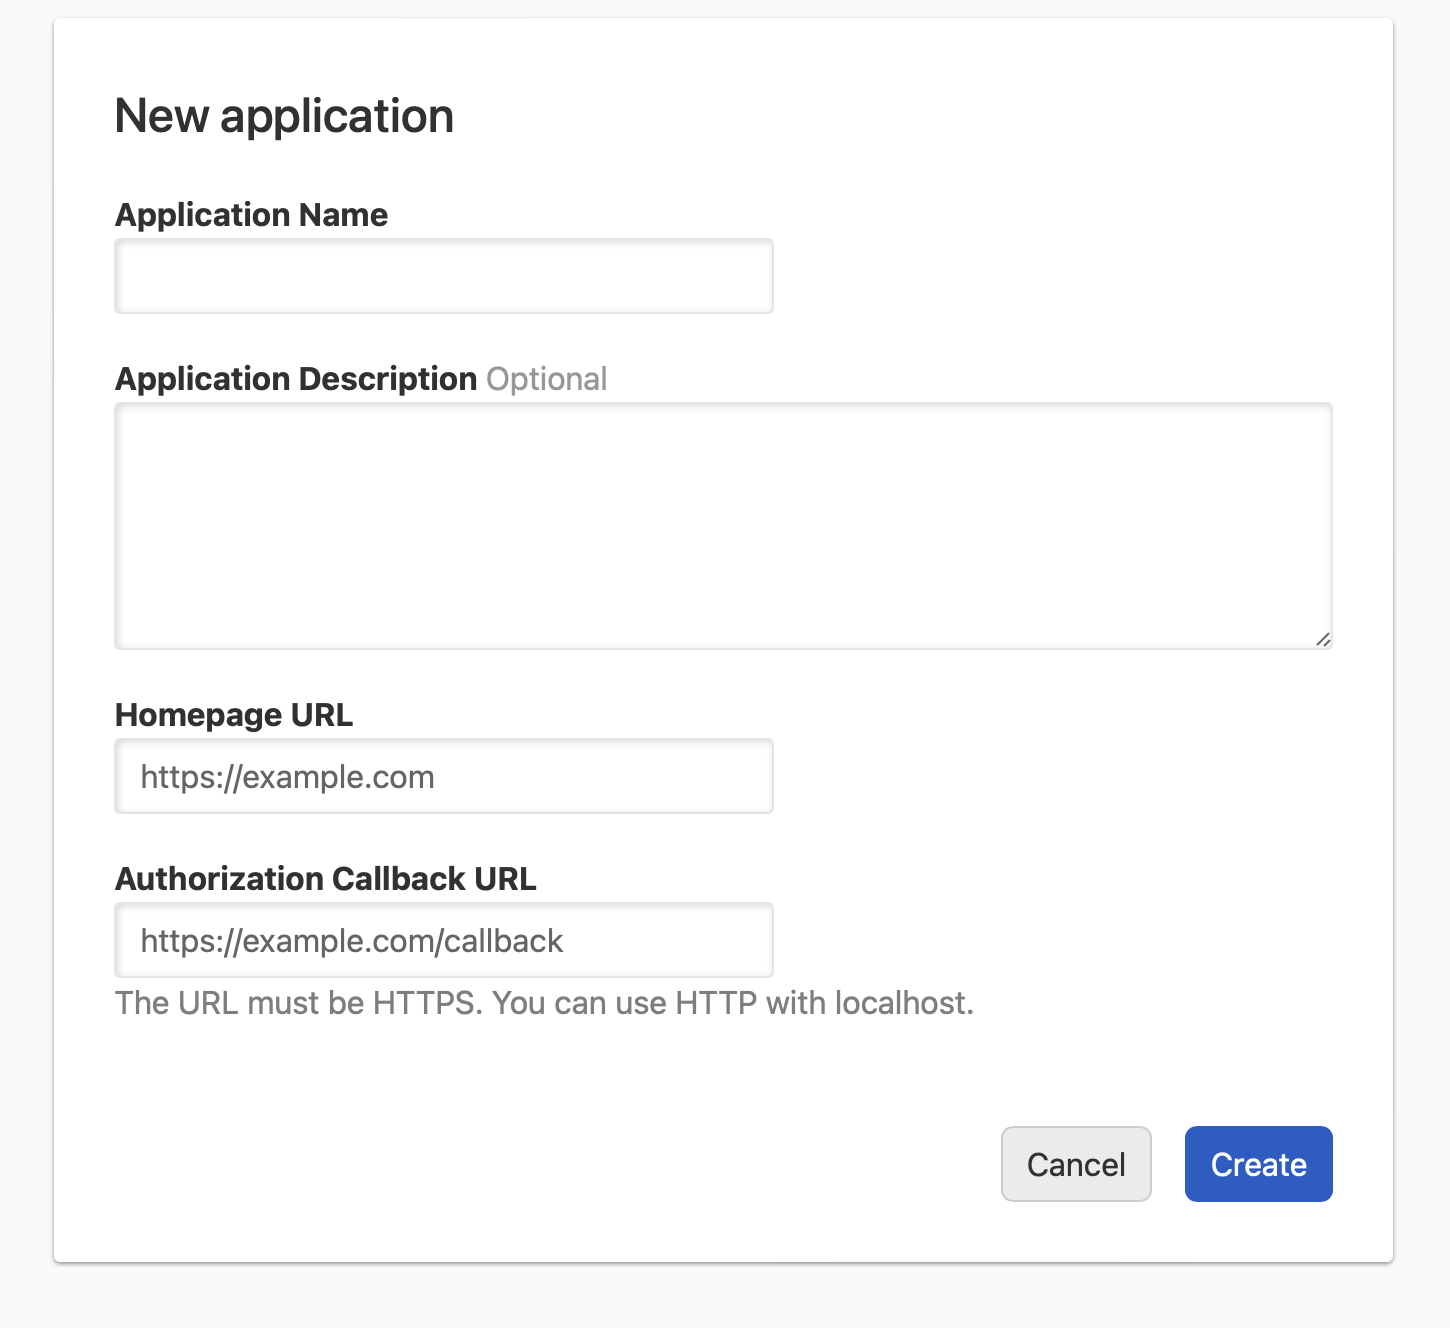 New application
Application Name
Application Description Optional
Homepage URL
https://example.com
Authorization Callback URL
https://example.com/callback
The URL must be HTTPS. You can use HTTP with localhost.
Cancel Create